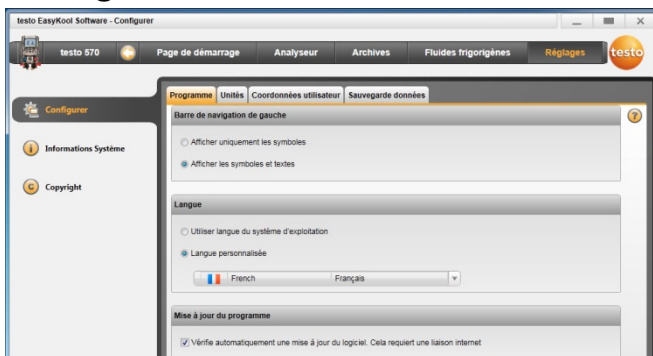 testo EasyKool Software - Configurer
testo 570
Page de démarrage
Analyseur
Archives
Fluides frigorigènes
Réglages
testo
Configurer
Informations Système
Copyright
Programme
Unités
Coordonnées utilisateur
Sauvegarde données
Barre de navigation de gauche
Afficher uniquement les symboles
Afficher les symboles et textes
Langue
Utiliser langue du système d'exploitation
Langue personnalisée
French Français
Mise à jour du programme
Vérifie automatiquement une mise à jour du logiciel. Cela requiert une liaison internet